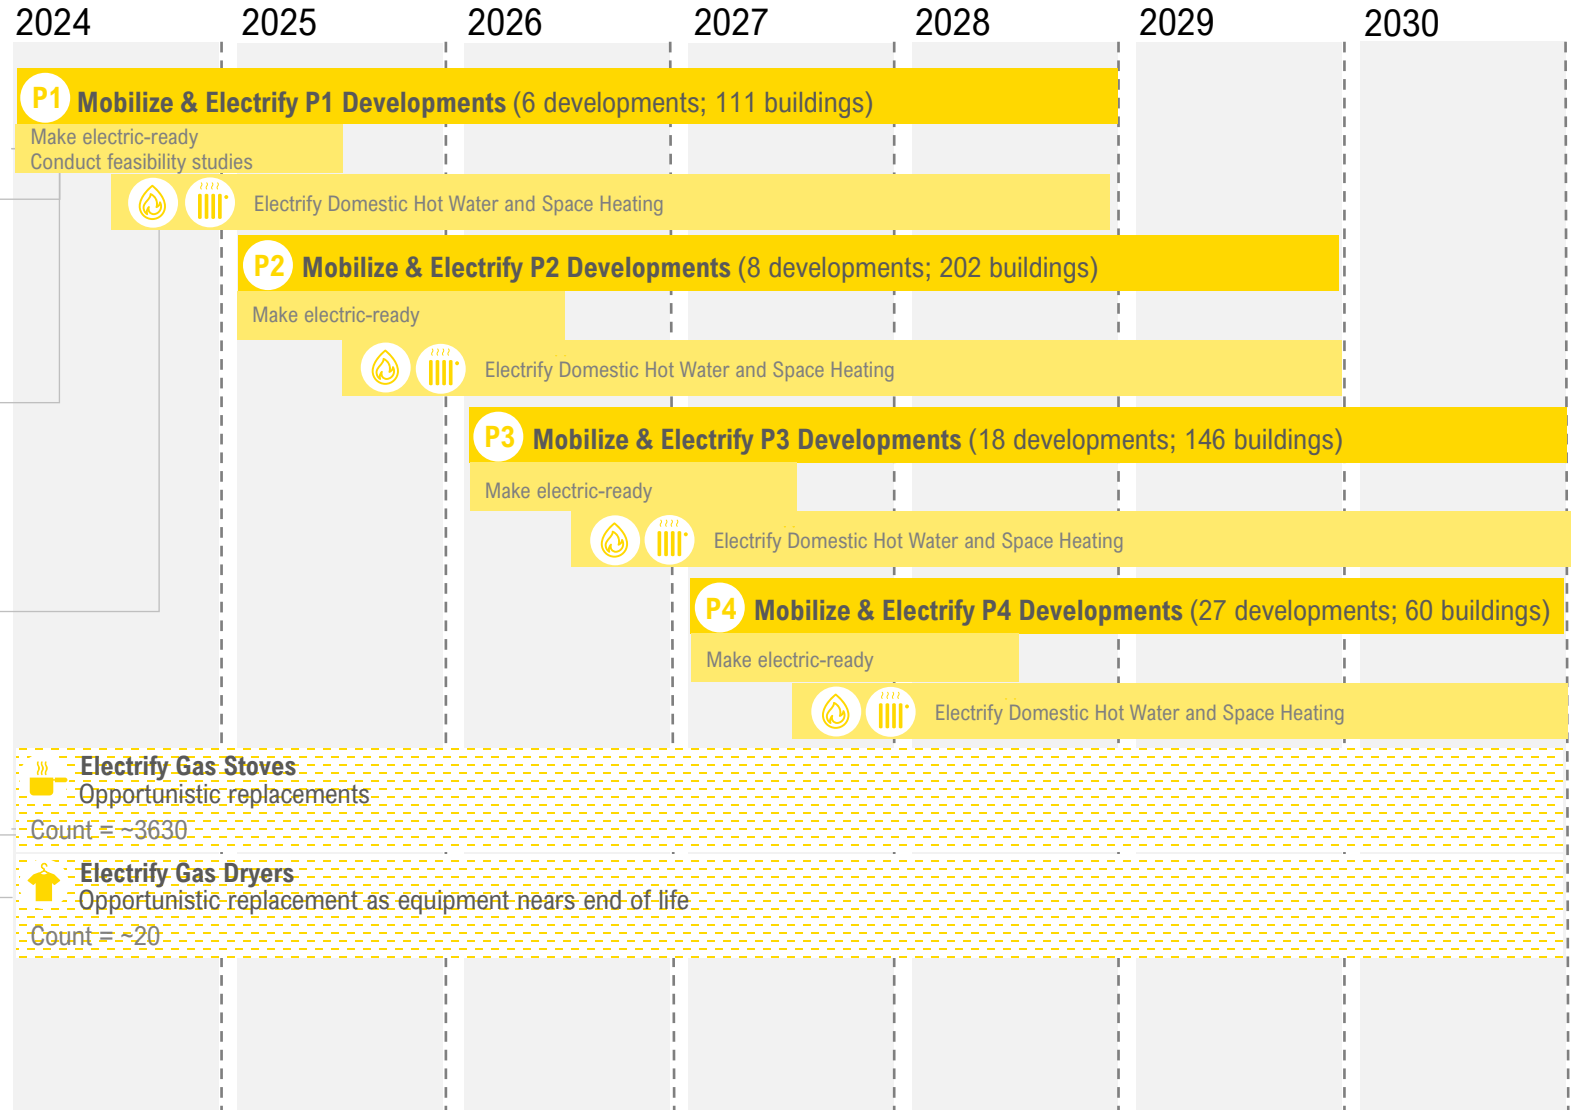 2024 2025 2026 2027 2028 2029 2030
P1 Mobilize & Electrify P1 Developments (6 developments; 111 buildings)
Make electric-ready
Conduct feasibility studies
Electrify Domestic Hot Water and Space Heating
P2 Mobilize & Electrify P2 Developments (8 developments; 202 buildings)
Make electric-ready
Electrify Domestic Hot Water and Space Heating
P3 Mobilize & Electrify P3 Developments (18 developments; 146 buildings)
Make electric-ready
Electrify Domestic Hot Water and Space Heating
P4 Mobilize & Electrify P4 Developments (27 developments; 60 buildings)
Make electric-ready
Electrify Domestic Hot Water and Space Heating
Electrify Gas Stoves
Opportunistic replacements
Count = ~3630
Electrify Gas Dryers
Opportunistic replacement as equipment nears end of life
Count = ~20